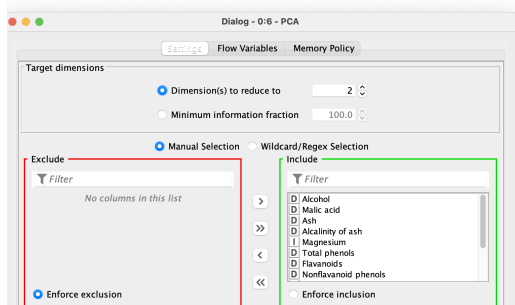 Dialog - 0:6 - PCA
Settings Flow Variables Memory Policy
Target dimensions
Dimension(s) to reduce to 2
Minimum information fraction 100.0
Manual Selection Wildcard/Regex Selection
Exclude
Filter
No columns in this list
Enforce exclusion
>
>>
<
<<
Include
Filter
D Alcohol
D Malic acid
D Ash
D Alcalinity of ash
I Magnesium
D Total phenols
D Flavanoids
D Nonflavanoid phenols
Enforce inclusion